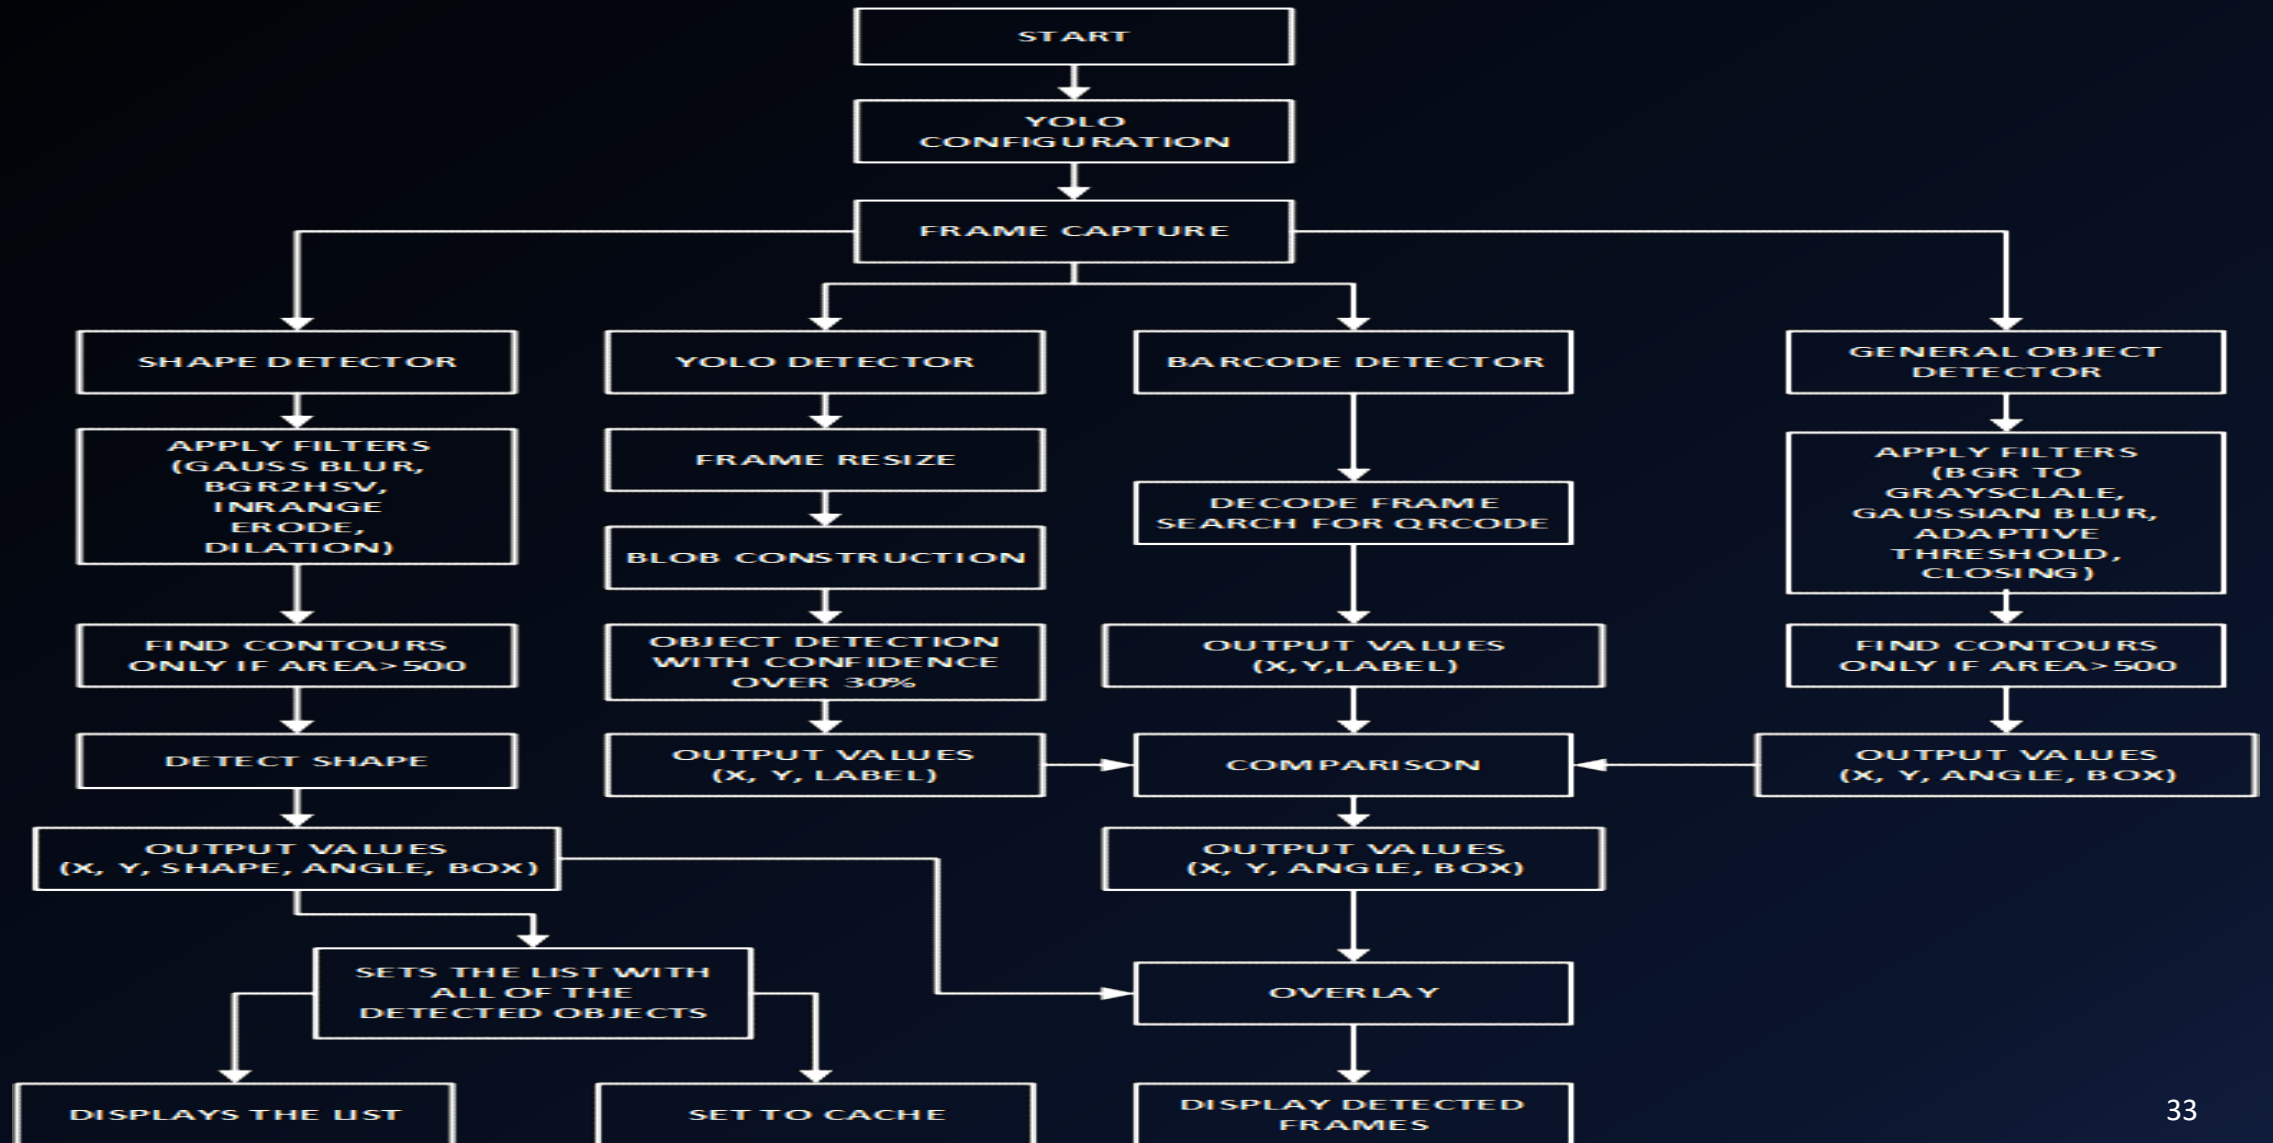 START
YOLO
CONFIGURATION
FRAME CAPTURE
SHAPE DETECTOR
YOLO DETECTOR
BARCODE DETECTOR
GENERAL OBJECT
DETECTOR
APPLY FILTERS
(GAUSS BLUR,
BGR2HSV,
INRANGE
ERODE,
DILATION)
FRAME RESIZE
DECODE FRAME
SEARCH FOR QRCODE
APPLY FILTERS
(BGR TO
GRAYSCLALE,
GAUSSIAN BLUR,
ADAPTIVE
THRESHOLD,
CLOSING)
BLOB CONSTRUCTION
FIND CONTOURS
ONLY IF AREA>500
OBJECT DETECTION
WITH CONFIDENCE
OVER 30%
OUTPUT VALUES
(X,Y,LABEL)
FIND CONTOURS
ONLY IF AREA>500
DETECT SHAPE
OUTPUT VALUES
(X, Y, LABEL)
COMPARISON
OUTPUT VALUES
(X, Y, ANGLE, BOX)
OUTPUT VALUES
(X, Y, SHAPE, ANGLE, BOX)
OUTPUT VALUES
(X, Y, ANGLE, BOX)
SETS THE LIST WITH
ALL OF THE
DETECTED OBJECTS
OVERLAY
DISPLAYS THE LIST
SET TO CACHE
DISPLAY DETECTED
FRAMES
33